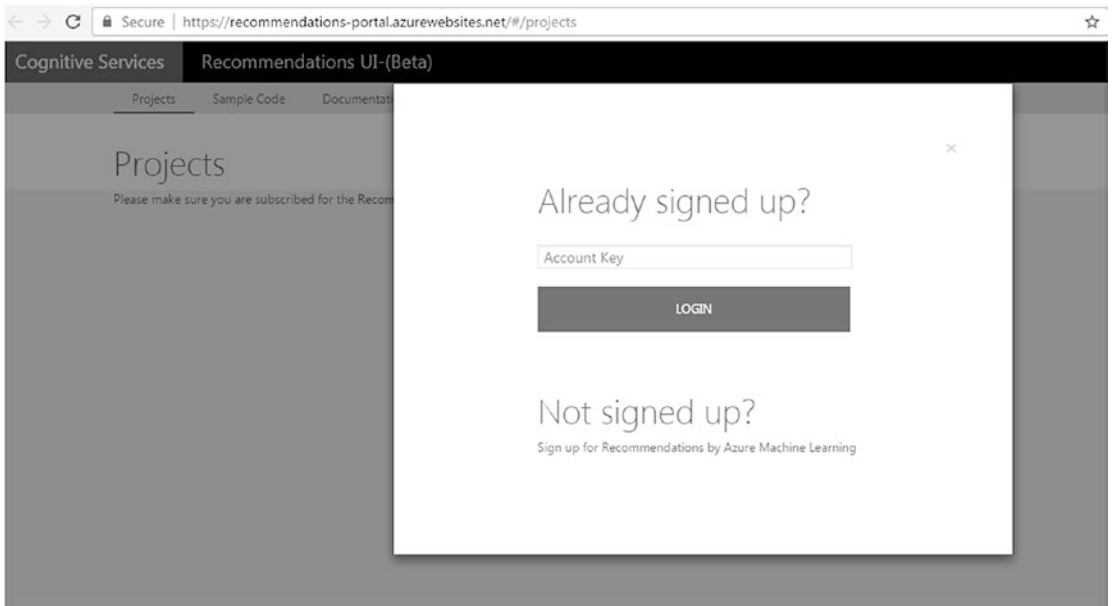 Secure | https://recommendations-portal.azurewebsites.net/#/projects
Cognitive Services Recommendations UI-(Beta)
Projects Sample Code Documentati
×
Projects
Please make sure you are subscribed for the Recom
Already signed up?
Account Key
LOGIN
Not signed up?
Sign up for Recommendations by Azure Machine Learning